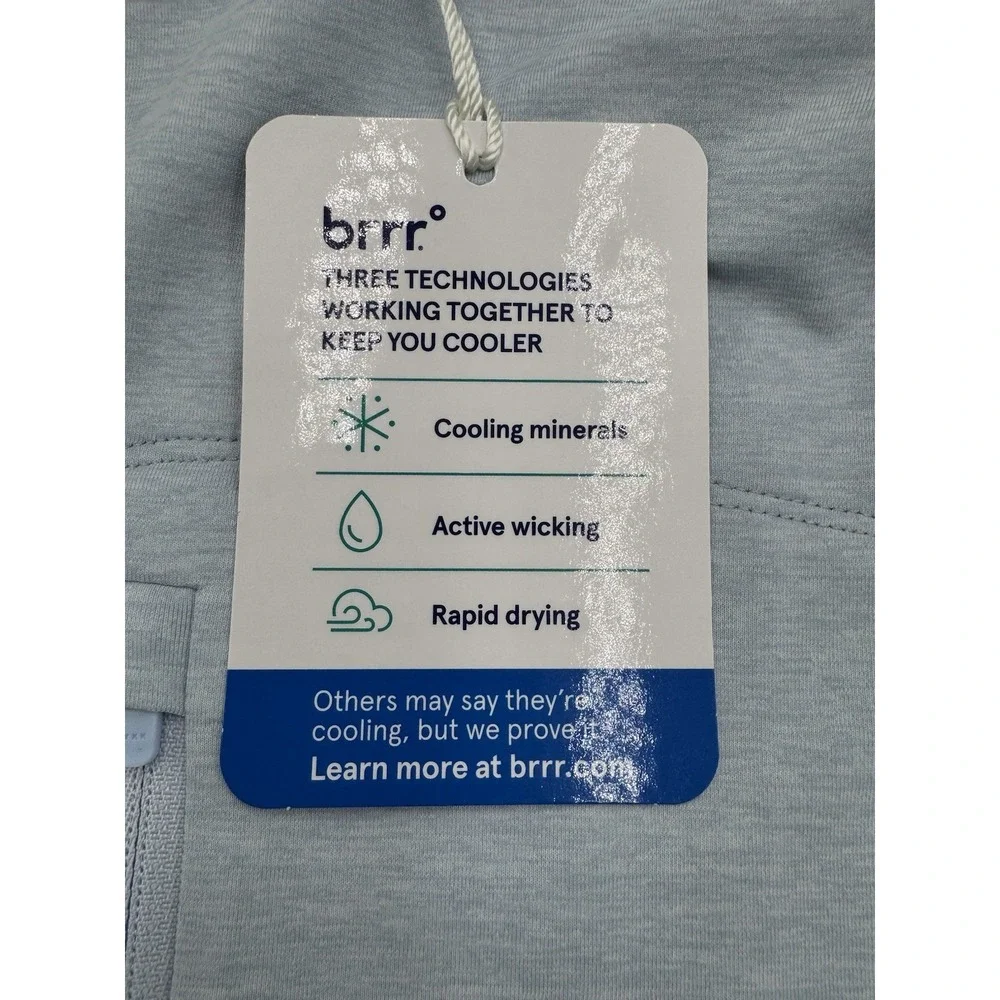 brrr.°
THREE TECHNOLOGIES
WORKING TOGETHER TO
KEEP YOU COOLER
Cooling minerals
Active wicking
Rapid drying
Others may say they're
cooling, but we prove it.
Learn more at brrr.com